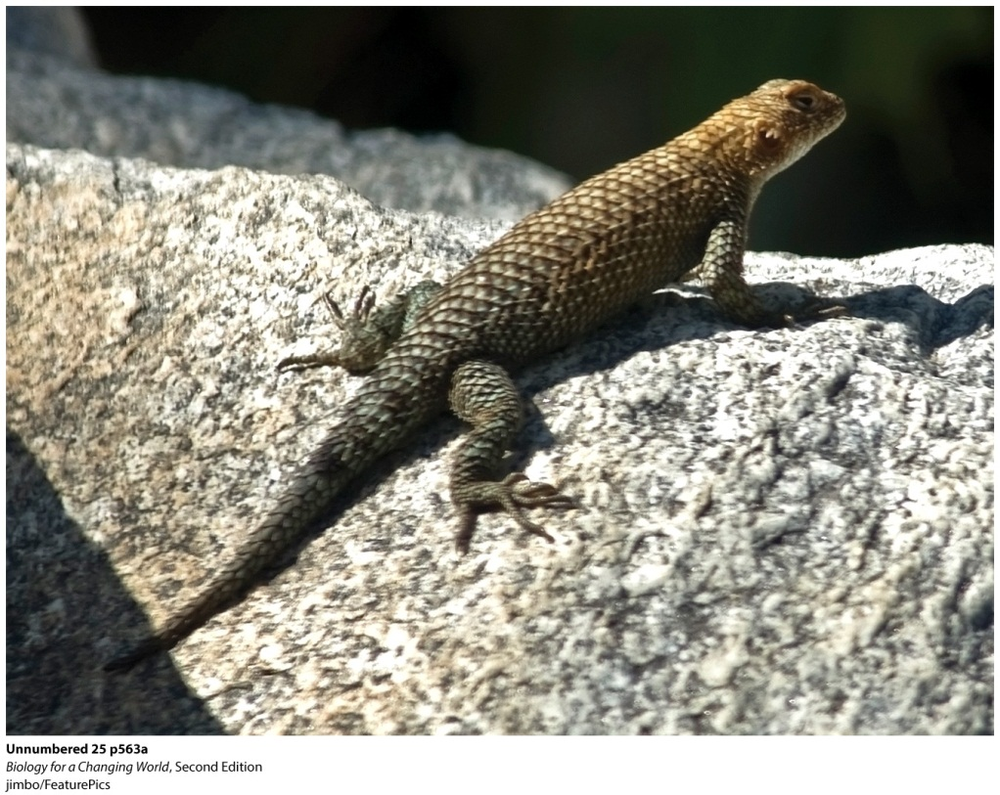 Unnumbered 25 p563a
Biology for a Changing World, Second Edition
jimbo/FeaturePics